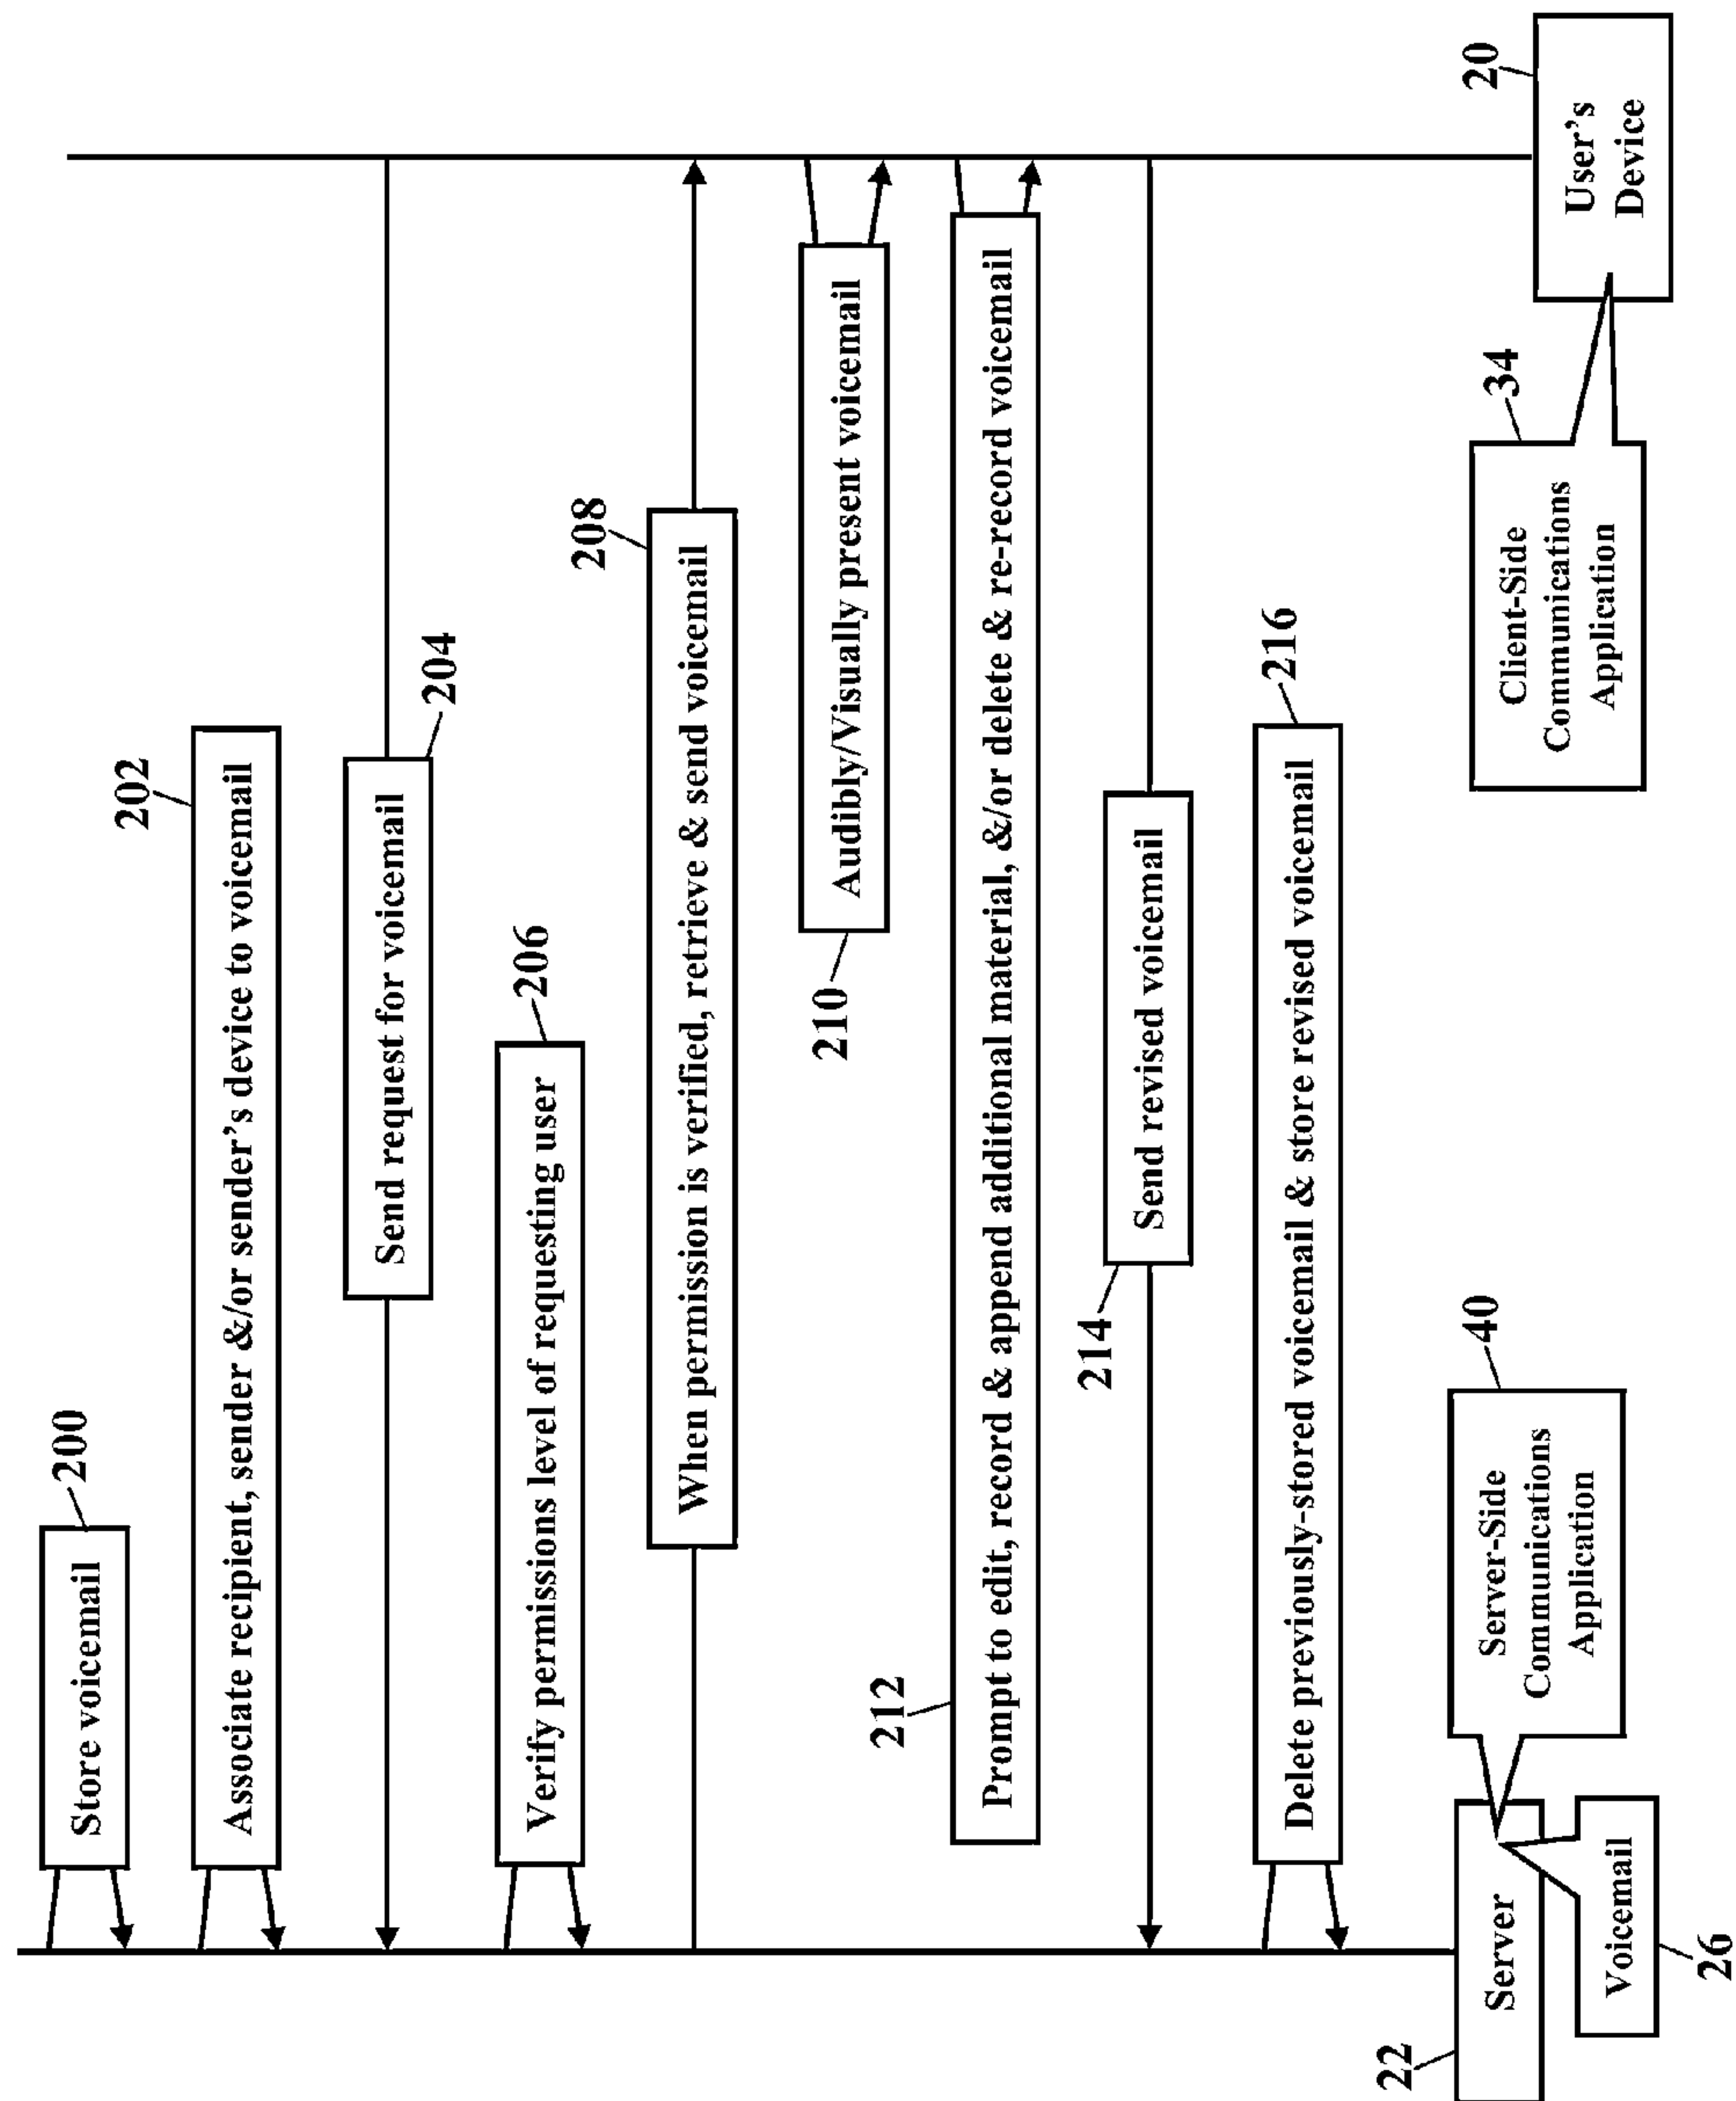 200
Store voicemail
202
Associate recipient, sender &/or sender's device to voicemail
Send request for voicemail
204
206
Verify permissions level of requesting user
208
When permission is verified, retrieve & send voicemail
Audibly/Visually present voicemail
210
212
Prompt to edit, record & append additional material, &/or delete & re-record voicemail
Send revised voicemail
214
216
Delete previously-stored voicemail & store revised voicemail
22
Server
Voicemail
26
40
Server-Side
Communications
Application
34
Client-Side
Communications
Application
20
User's
Device